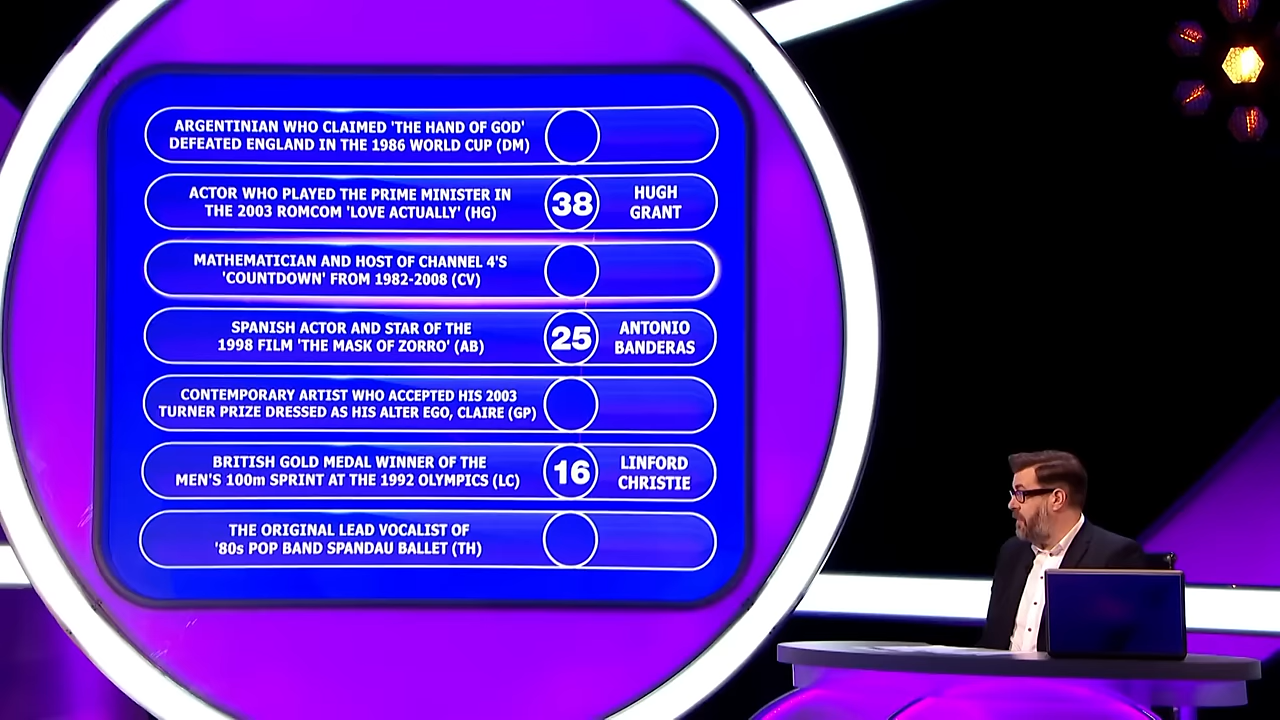 ARGENTINIAN WHO CLAIMED 'THE HAND OF GOD'
DEFEATED ENGLAND IN THE 1986 WORLD CUP (DM)
ACTOR WHO PLAYED THE PRIME MINISTER IN
THE 2003 ROMCOM 'LOVE ACTUALLY' (HG)
38
HUGH
GRANT
MATHEMATICIAN AND HOST OF CHANNEL 4'S
'COUNTDOWN' FROM 1982-2008 (CV)
SPANISH ACTOR AND STAR OF THE
1998 FILM 'THE MASK OF ZORRO' (AB)
25
ANTONIO
BANDERAS
CONTEMPORARY ARTIST WHO ACCEPTED HIS 2003
TURNER PRIZE DRESSED AS HIS ALTER EGO, CLAIRE (GP)
BRITISH GOLD MEDAL WINNER OF THE
MEN'S 100m SPRINT AT THE 1992 OLYMPICS (LC)
16
LINFORD
CHRISTIE
THE ORIGINAL LEAD VOCALIST OF
'80s POP BAND SPANDAU BALLET (TH)